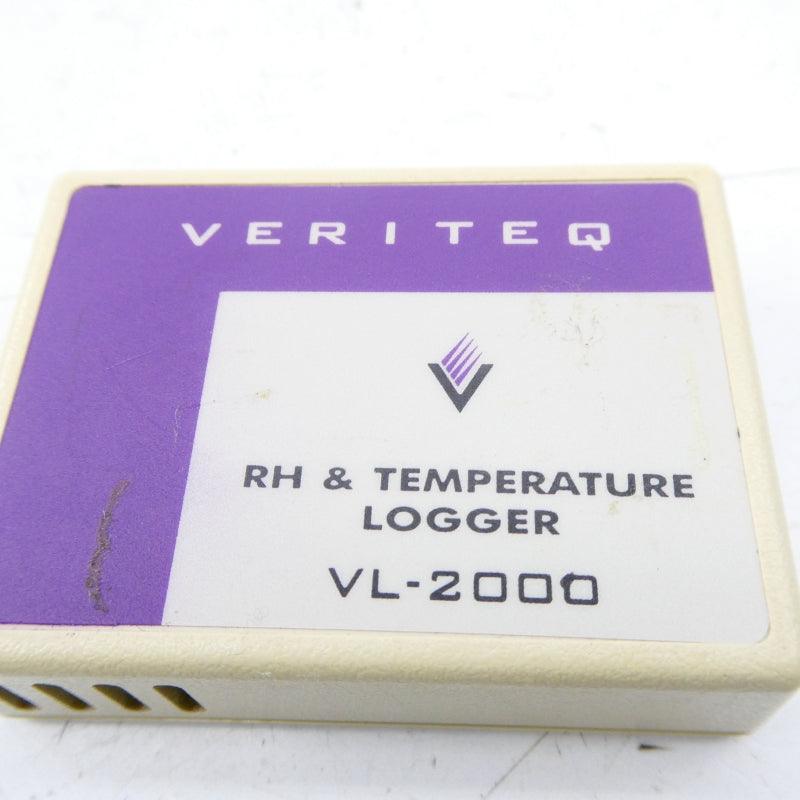 VERITEQ
RH & TEMPERATURE
LOGGER
VL-2000